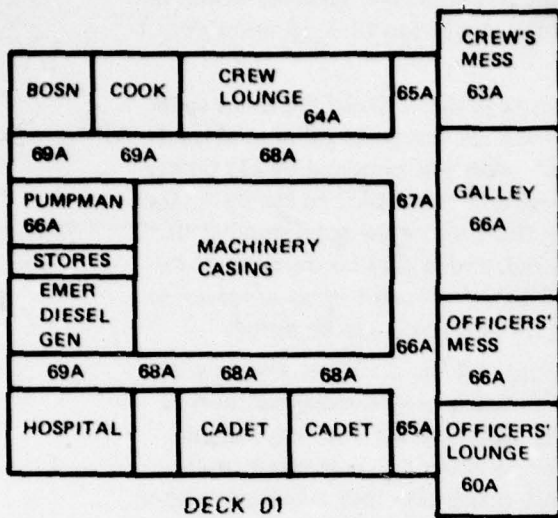 CREW'S
MESS
63A
BOSN
COOK
CREW
LOUNGE
64A
65A
69A
69A
68A
PUMPMAN
66A
67A
GALLEY
66A
STORES
MACHINERY
CASING
EMER
DIESEL
GEN
66A
OFFICERS'
MESS
66A
69A
68A
68A
68A
HOSPITAL
CADET
CADET
65A
OFFICERS'
LOUNGE
60A
DECK 01